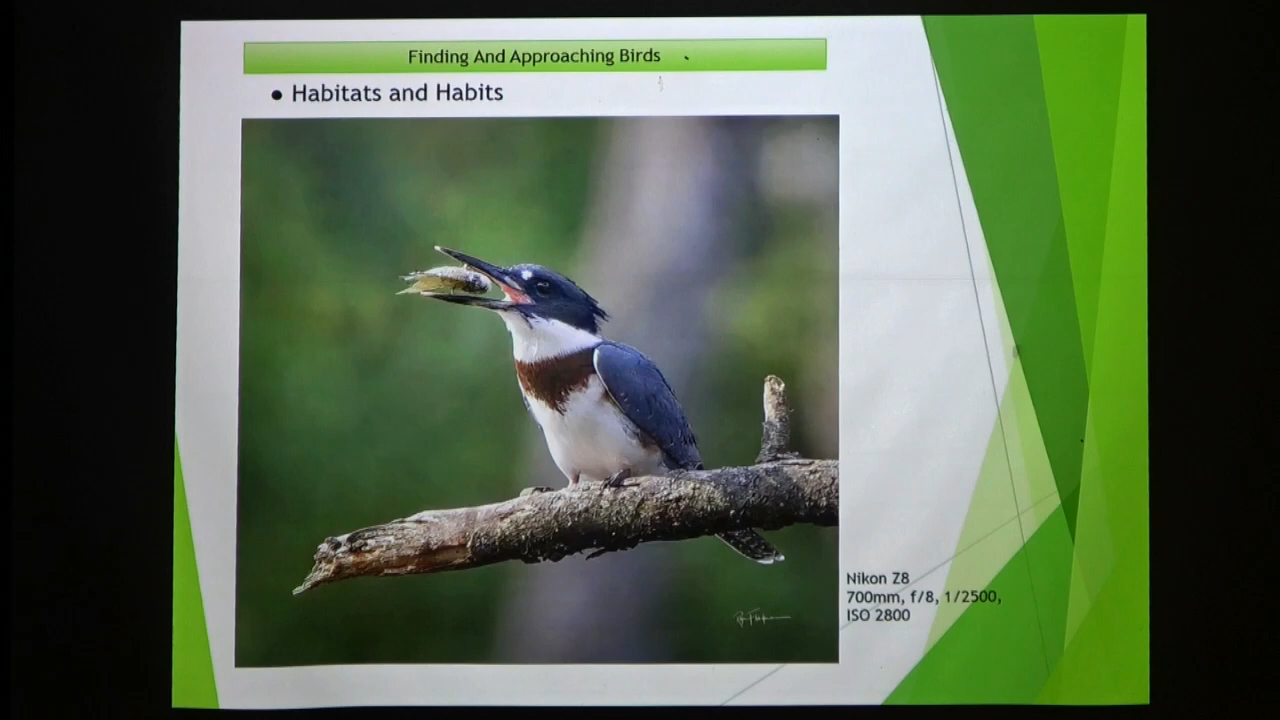 Finding And Approaching Birds
• Habitats and Habits
Nikon Z8
700mm, f/8, 1/2500,
ISO 2800